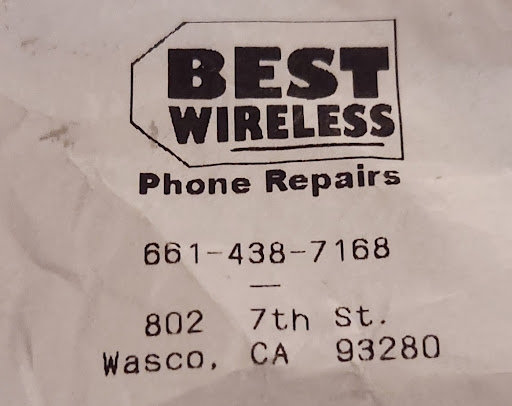 BEST
WIRELESS
Phone Repairs
661-438-7168
802 7th St.
Wasco, CA 93280